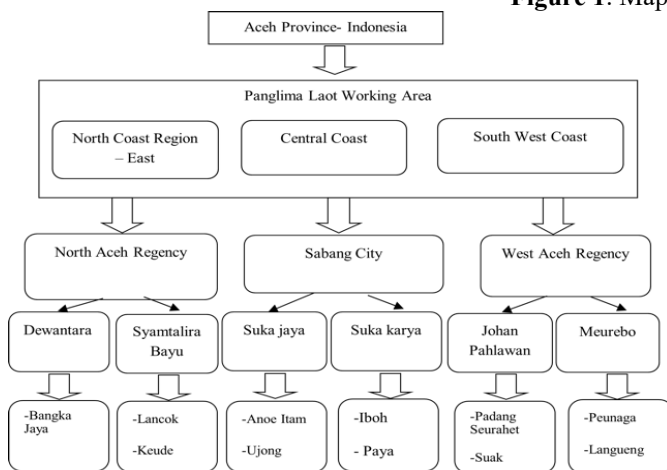 Figure 1. Map
Aceh Province- Indonesia
Panglima Laot Working Area
North Coast Region
– East
Central Coast
South West Coast
North Aceh Regency
Sabang City
West Aceh Regency
Dewantara
Syamtalira
Bayu
Suka jaya
Suka karya
Johan
Pahlawan
Meurebo
-Bangka
Jaya
-Lancok
-Keude
-Anoe Itam
-Ujong
-Iboh
- Paya
-Padang
Seurahet
-Suak
-Peunaga
-Langueng